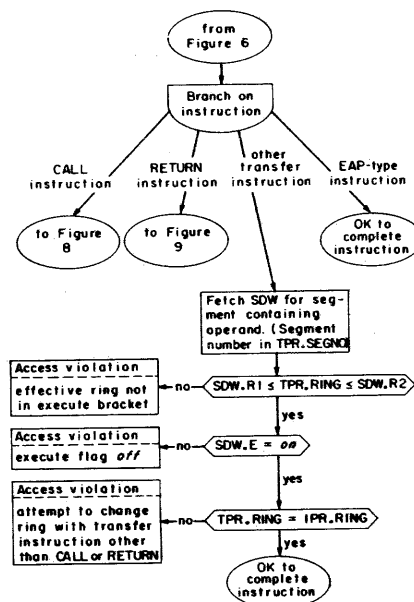 from
Figure 6
Branch on
instruction
CALL
instruction
RETURN
instruction
other
transfer
instruction
EAP-type
instruction
to Figure
8
to Figure
9
OK to
complete
instruction
Fetch SDW for seg-
ment containing
operand. (Segment
number in TPR.SEGNO)
Access violation
effective ring not
in execute bracket
no
SDW.R1 ≤ TPR.RING ≤ SDW.R2
yes
Access violation
execute flag off
no
SDW.E = on
yes
Access violation
attempt to change
ring with transfer
instruction other
than CALL or RETURN
no
TPR.RING = IPR.RING
yes
OK to
complete
instruction